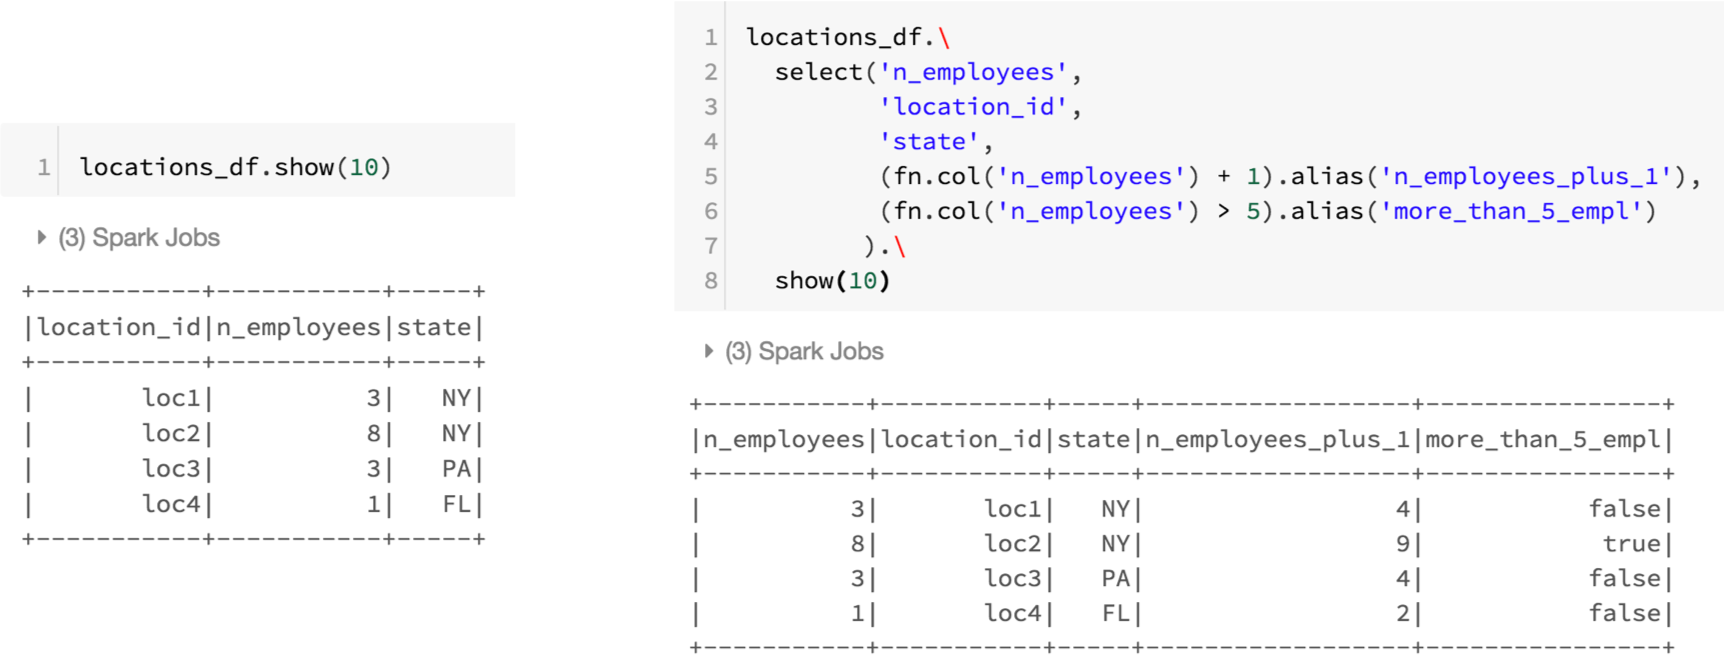 1 locations_df.show(10)
(3) Spark Jobs
+-----------+-----------+-----+
|location_id|n_employees|state|
+-----------+-----------+-----+
|       loc1|          3|   NY|
|       loc2|          8|   NY|
|       loc3|          3|   PA|
|       loc4|          1|   FL|
+-----------+-----------+-----+
1 locations_df.\
2   select('n_employees',
3          'location_id',
4          'state',
5          (fn.col('n_employees') + 1).alias('n_employees_plus_1'),
6          (fn.col('n_employees') > 5).alias('more_than_5_empl')
7         ).\
8   show(10)
(3) Spark Jobs
+-----------+-----------+-----+------------------+----------------+
|n_employees|location_id|state|n_employees_plus_1|more_than_5_empl|
+-----------+-----------+-----+------------------+----------------+
|          3|       loc1|   NY|                 4|           false|
|          8|       loc2|   NY|                 9|            true|
|          3|       loc3|   PA|                 4|           false|
|          1|       loc4|   FL|                 2|           false|
+-----------+-----------+-----+------------------+----------------+